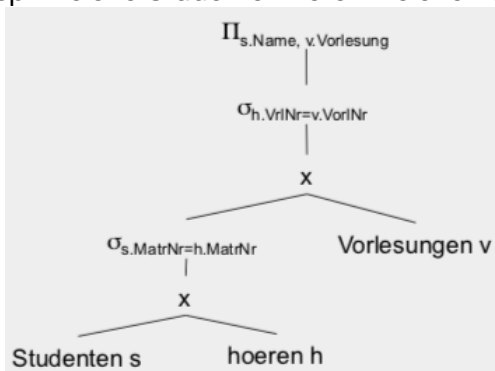 Π s.Name, v.Vorlesung
σ h.VrlNr=v.VorlNr
x
σ s.MatrNr=h.MatrNr
Vorlesungen v
x
Studenten s
hoeren h